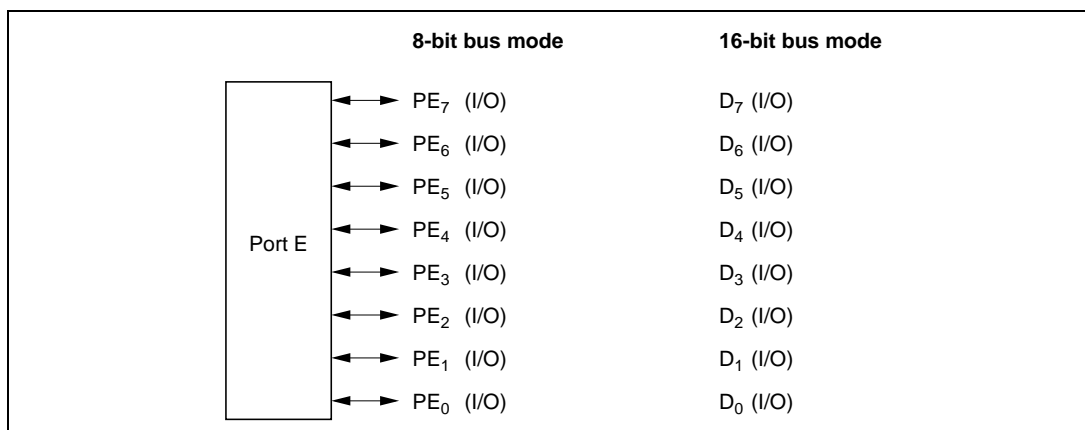 8-bit bus mode 16-bit bus mode
PE₇ (I/O) D₇ (I/O)
PE₆ (I/O) D₆ (I/O)
PE₅ (I/O) D₅ (I/O)
Port E PE₄ (I/O) D₄ (I/O)
PE₃ (I/O) D₃ (I/O)
PE₂ (I/O) D₂ (I/O)
PE₁ (I/O) D₁ (I/O)
PE₀ (I/O) D₀ (I/O)